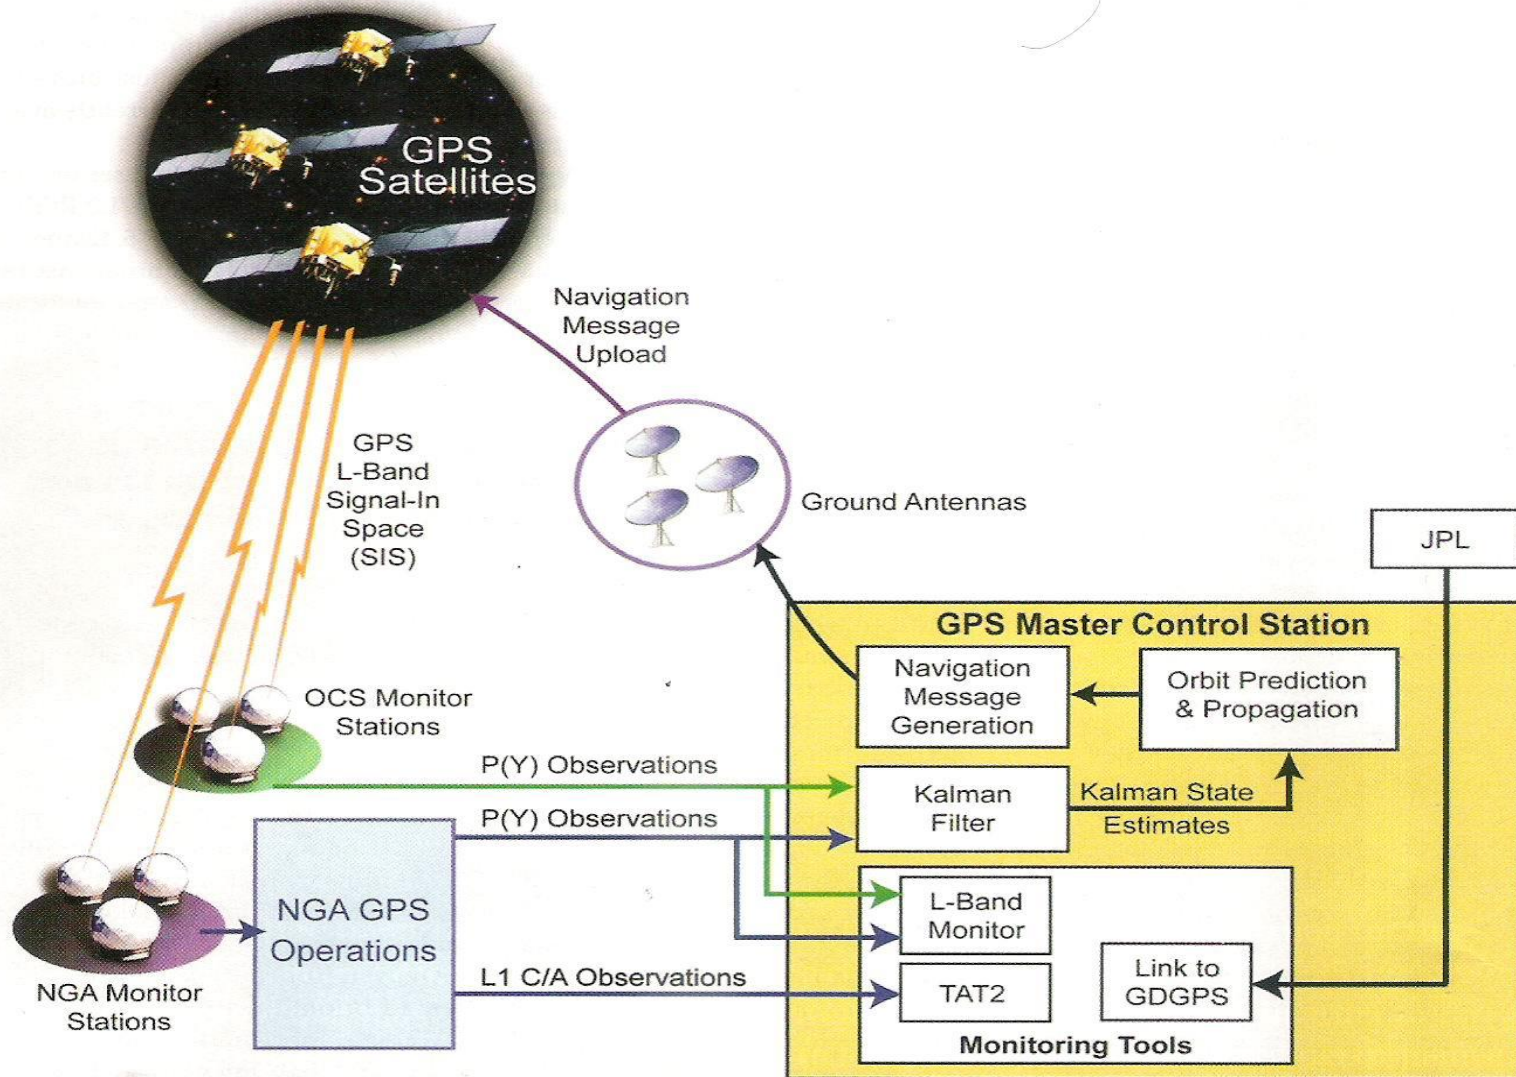 GPS
Satellites
Navigation
Message
Upload
GPS
L-Band
Signal-In
Space
(SIS)
Ground Antennas
JPL
GPS Master Control Station
Navigation
Message
Generation
Orbit Prediction
& Propagation
OCS Monitor
Stations
P(Y) Observations
Kalman
Filter
Kalman State
Estimates
P(Y) Observations
NGA GPS
Operations
L-Band
Monitor
L1 C/A Observations
TAT2
Link to
GDGPS
NGA Monitor
Stations
Monitoring Tools